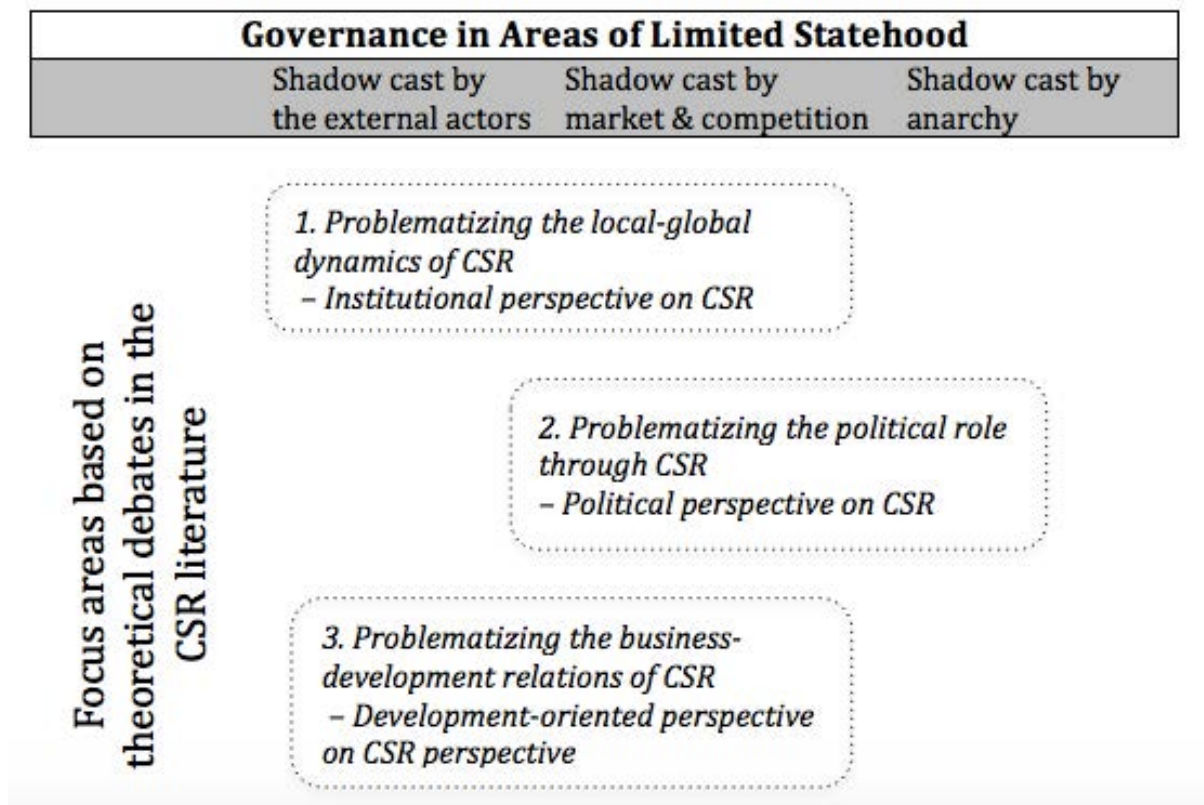 Governance in Areas of Limited Statehood
Shadow cast by
the external actors
Shadow cast by
market & competition
Shadow cast by
anarchy
Focus areas based on
theoretical debates in the
CSR literature
1. Problematizing the local-global
dynamics of CSR
– Institutional perspective on CSR
2. Problematizing the political role
through CSR
– Political perspective on CSR
3. Problematizing the business-
development relations of CSR
– Development-oriented perspective
on CSR perspective